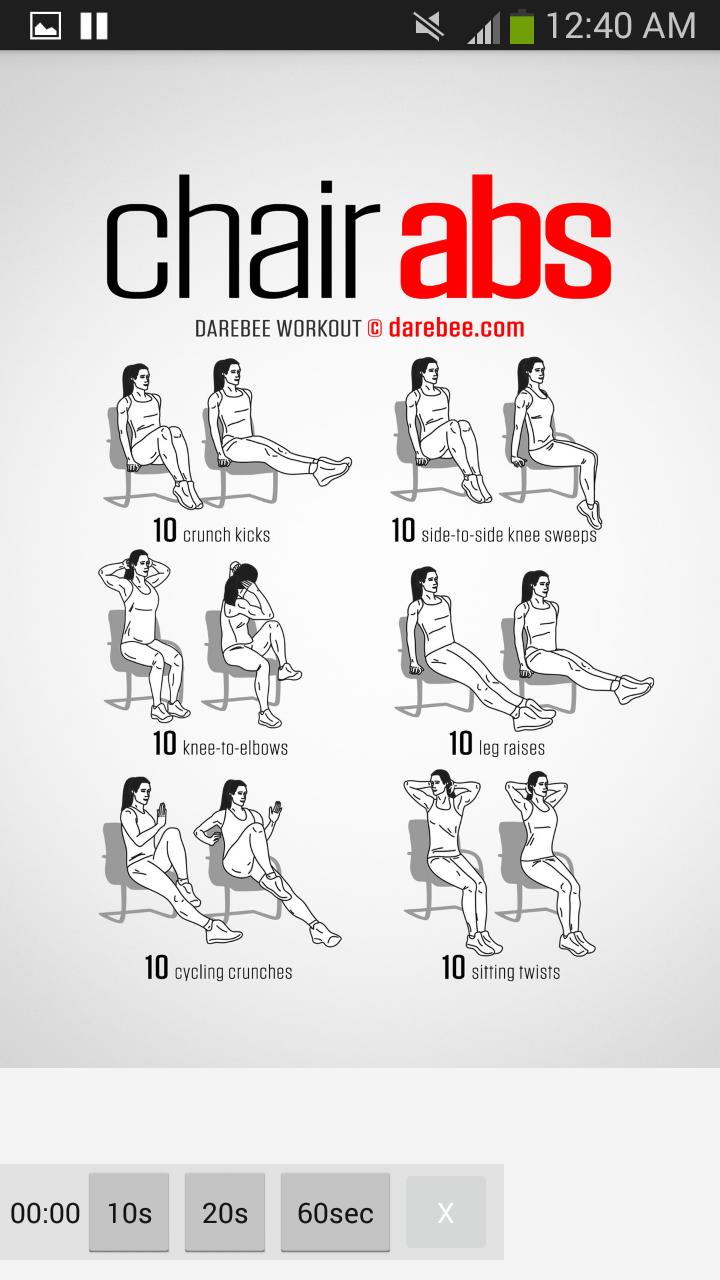 12:40 AM
chair abs
DAREBEE WORKOUT © darebee.com
10 crunch kicks
10 side-to-side knee sweeps
10 knee-to-elbows
10 leg raises
10 cycling crunches
10 sitting twists
00:00 10s 20s 60sec X